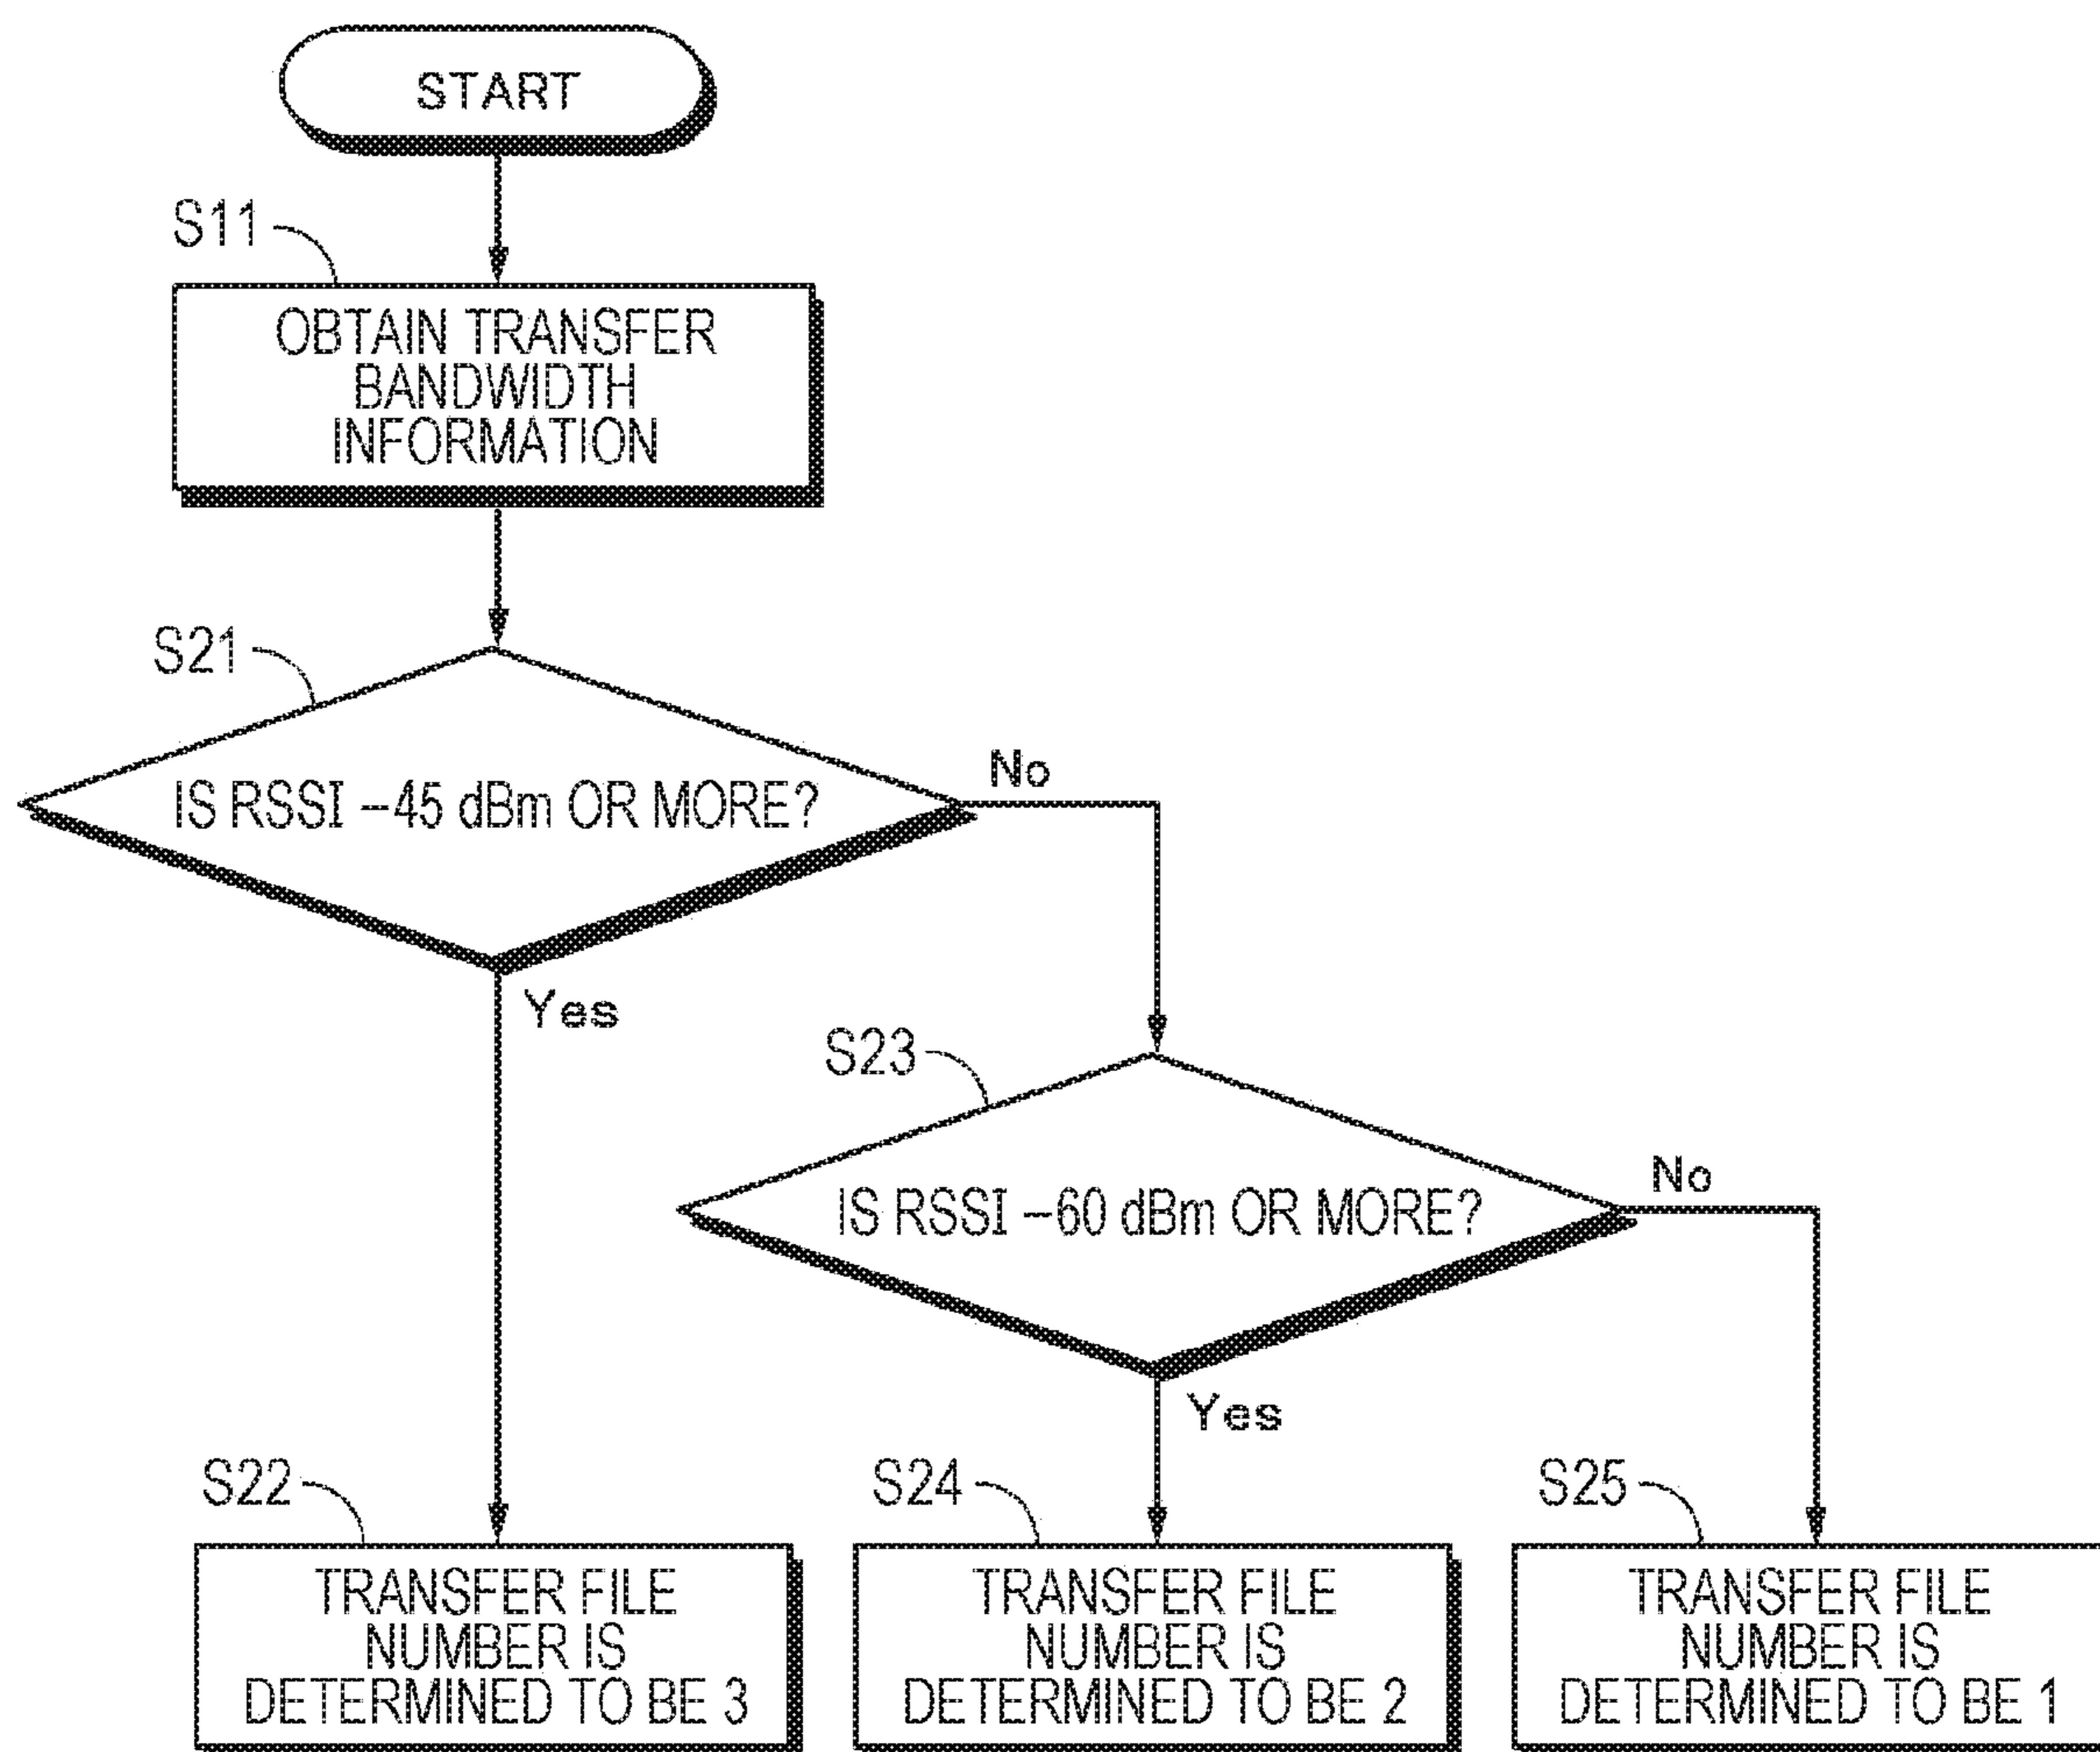 START
S11
OBTAIN TRANSFER
BANDWIDTH
INFORMATION
S21
IS RSSI −45 dBm OR MORE?
No
Yes
S23
IS RSSI −60 dBm OR MORE?
No
Yes
S22
TRANSFER FILE
NUMBER IS
DETERMINED TO BE 3
S24
TRANSFER FILE
NUMBER IS
DETERMINED TO BE 2
S25
TRANSFER FILE
NUMBER IS
DETERMINED TO BE 1